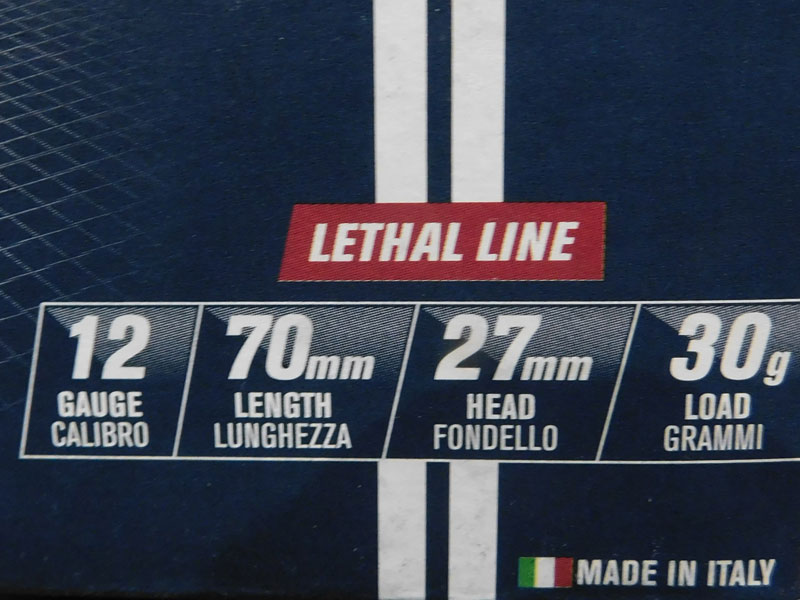 LETHAL LINE
12 70mm 27mm 30g
GAUGE LENGTH HEAD LOAD
CALIBRO LUNGHEZZA FONDELLO GRAMMI
MADE IN ITALY